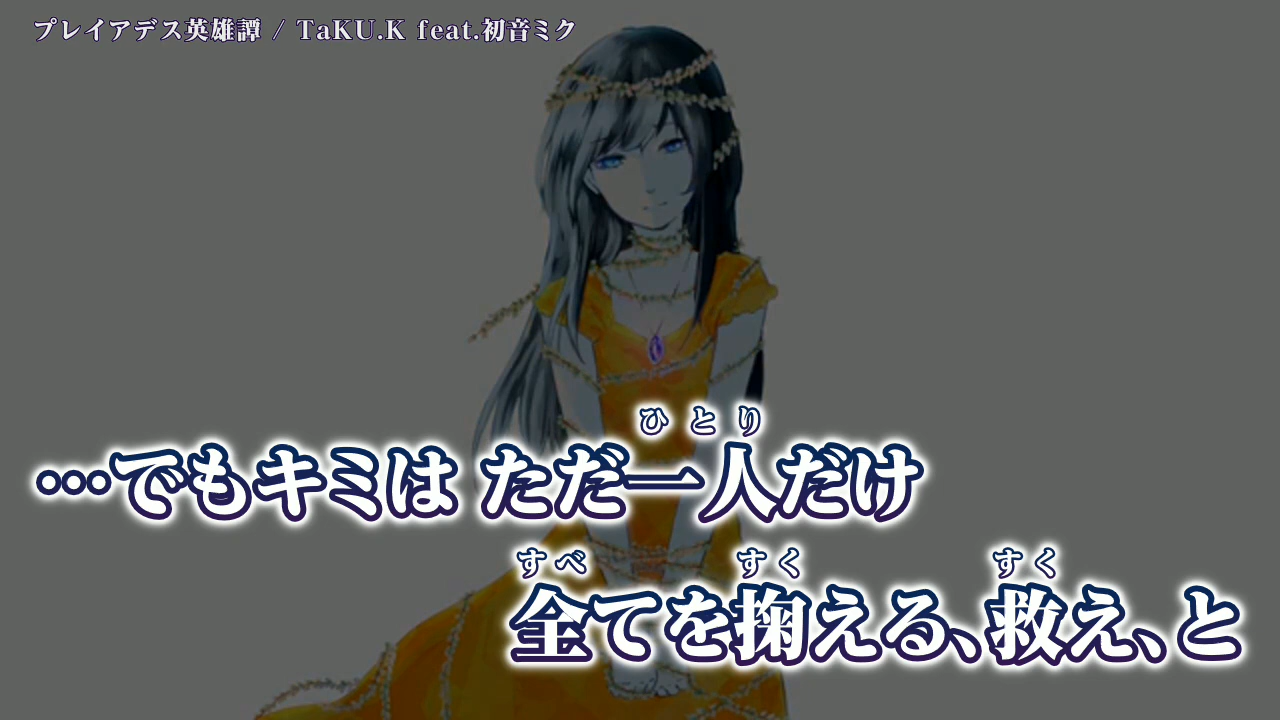 プレイアデス英雄譚 / TaKU.K feat.初音ミク
ひとり
…でもキミは ただ一人だけ
すべ すく すく
全てを掬える、救え、と